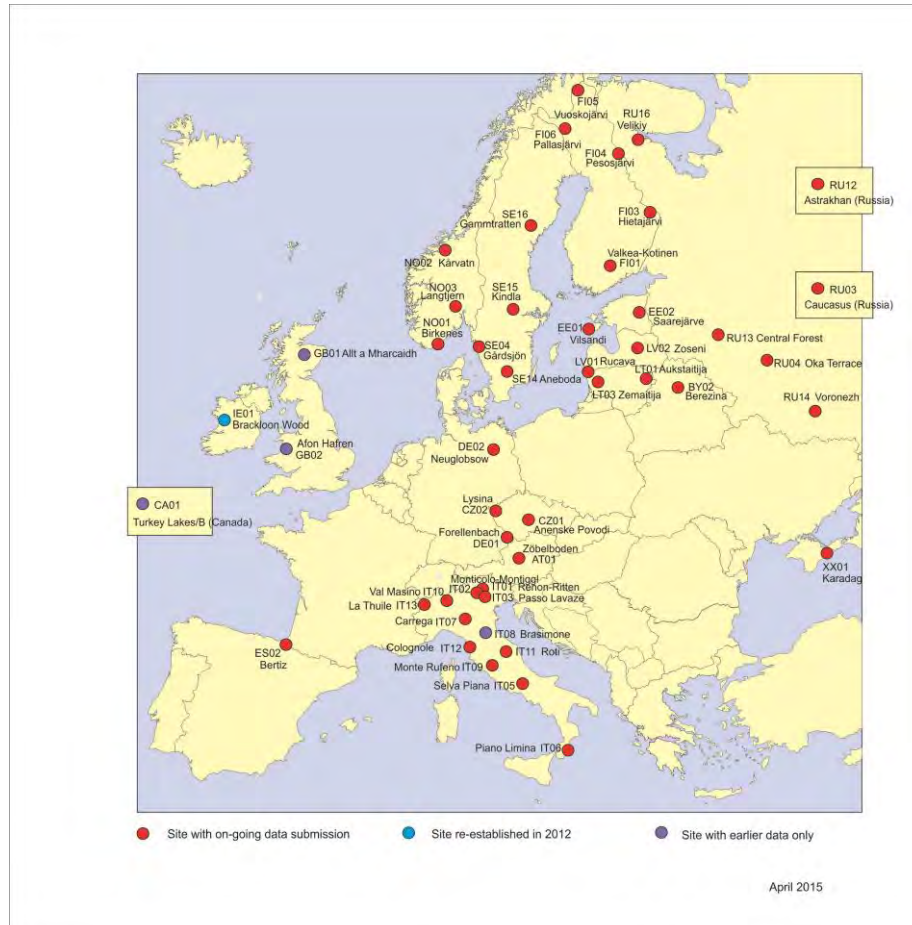 FI05
Vuoskojärvi
RU16
Velikiy
FI06
Pallasjärvi
FI04
Pesosjärvi
RU12
Astrakhan (Russia)
SE16
Gammtratten
FI03
Hietajärvi
NO02 Kårvatn
Valkea-Kotinen
FI01
NO03
Langtjern
SE15
Kindla
RU03
Caucasus (Russia)
NO01
Birkenes
EE02
Saarejärve
EE01
Vilsandi
RU13 Central Forest
GB01 Allt a Mharcaidh
SE04
Gårdsjön
LV02 Zoseni
LV01 Rucava
LT01 Aukstaitija
RU04 Oka Terrace
SE14 Aneboda
LT03 Zemaitija
BY02
Berezina
RU14 Voronezh
IE01
Brackloon Wood
Afon Hafren
GB02
DE02
Neuglobsow
CA01
Turkey Lakes/B (Canada)
Lysina
CZ02
CZ01
Anenske Povodi
Forellenbach
DE01
Zöbelboden
AT01
XX01
Karadag
Monticolo-Montiggl
IT02
IT01 Renon-Ritten
Val Masino IT10
IT03 Passo Lavaze
La Thuile IT13
Carrega IT07
IT08 Brasimone
ES02
Bertiz
Colognole IT12
IT11 Roti
Monte Rufeno IT09
Selva Piana IT05
Piano Limina IT06
Site with on-going data submission
Site re-established in 2012
Site with earlier data only
April 2015